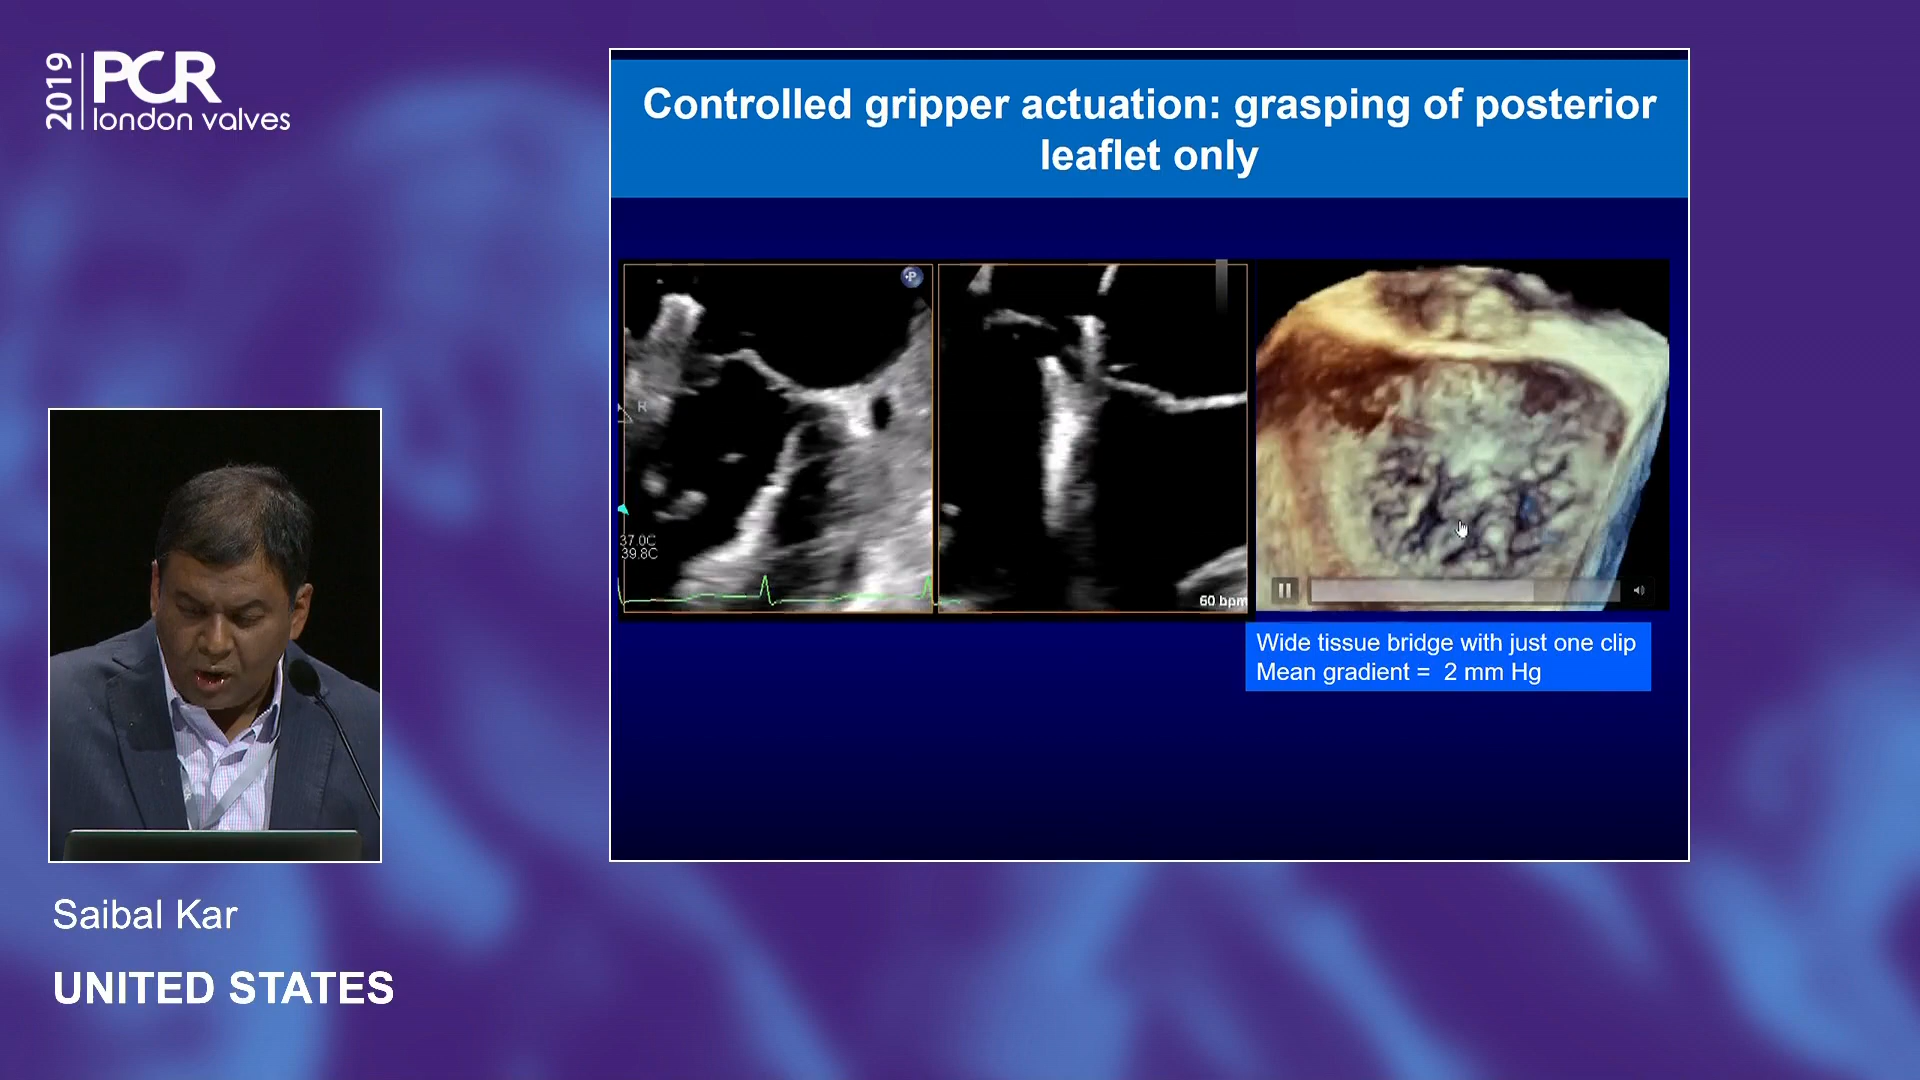 2019
PCR
london valves
Controlled gripper actuation: grasping of posterior
leaflet only
P
R
37.0C
39.8C
60 bpm
Wide tissue bridge with just one clip
Mean gradient = 2 mm Hg
Saibal Kar
UNITED STATES